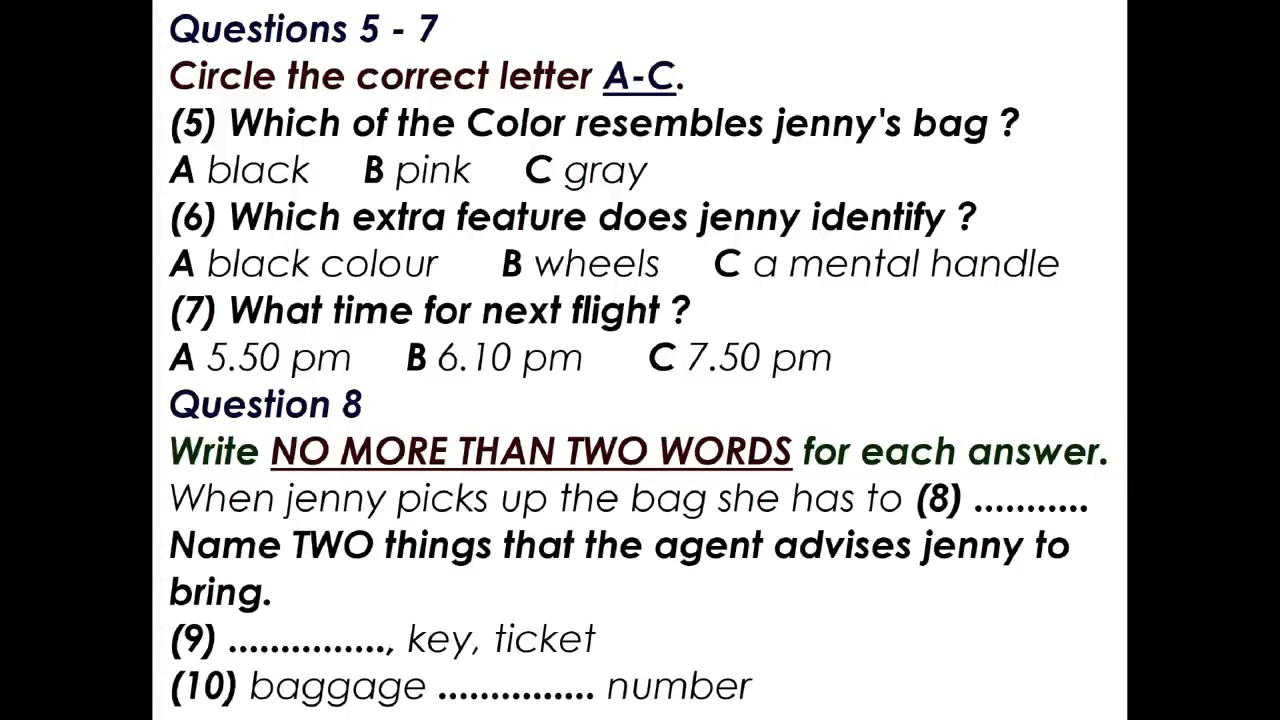 Questions 5 - 7
Circle the correct letter A-C.
(5) Which of the Color resembles jenny's bag ?
A black B pink C gray
(6) Which extra feature does jenny identify ?
A black colour B wheels C a mental handle
(7) What time for next flight ?
A 5.50 pm B 6.10 pm C 7.50 pm
Question 8
Write NO MORE THAN TWO WORDS for each answer.
When jenny picks up the bag she has to (8) ...........
Name TWO things that the agent advises jenny to
bring.
(9) ..............., key, ticket
(10) baggage ............... number